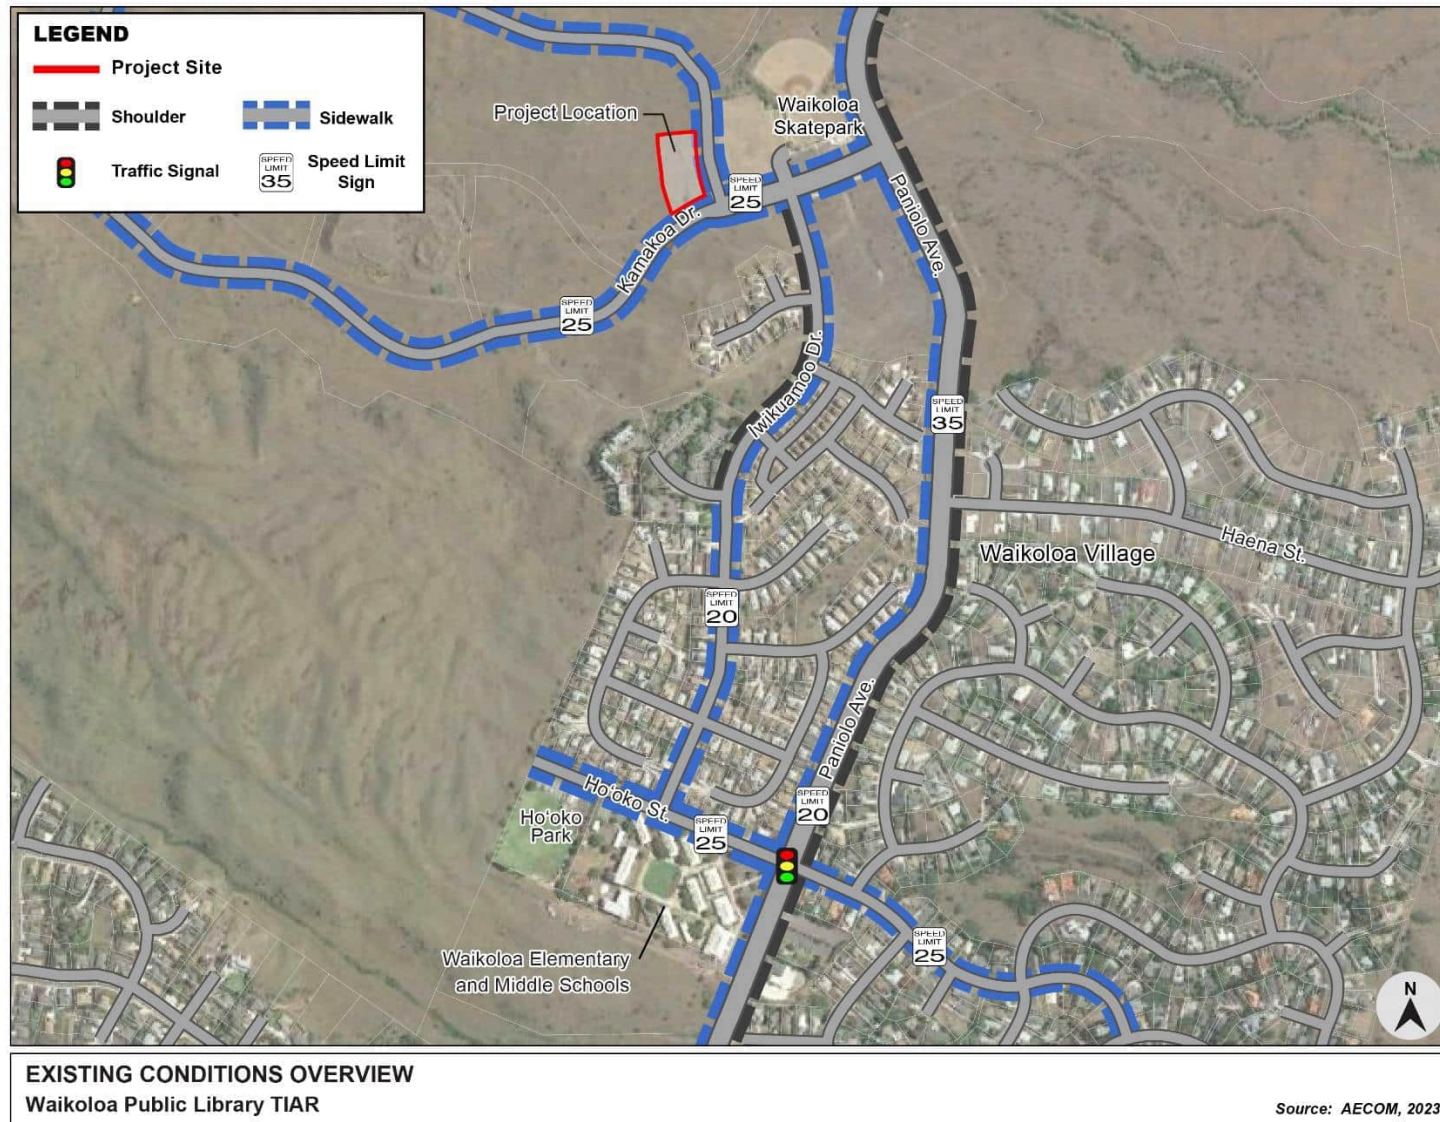 LEGEND
Project Site
Shoulder
Sidewalk
Traffic Signal
SPEED
LIMIT
35
Speed Limit
Sign
Project Location
Waikoloa
Skatepark
SPEED
LIMIT
25
Kamakoa Dr.
Paniolo Ave.
SPEED
LIMIT
25
Iwikuamoo Dr.
SPEED
LIMIT
35
Haena St.
Waikoloa Village
SPEED
LIMIT
20
Paniolo Ave.
Ho'oko St.
SPEED
LIMIT
20
Ho'oko
Park
SPEED
LIMIT
25
SPEED
LIMIT
25
Waikoloa Elementary
and Middle Schools
N
EXISTING CONDITIONS OVERVIEW
Waikoloa Public Library TIAR
Source: AECOM, 2023